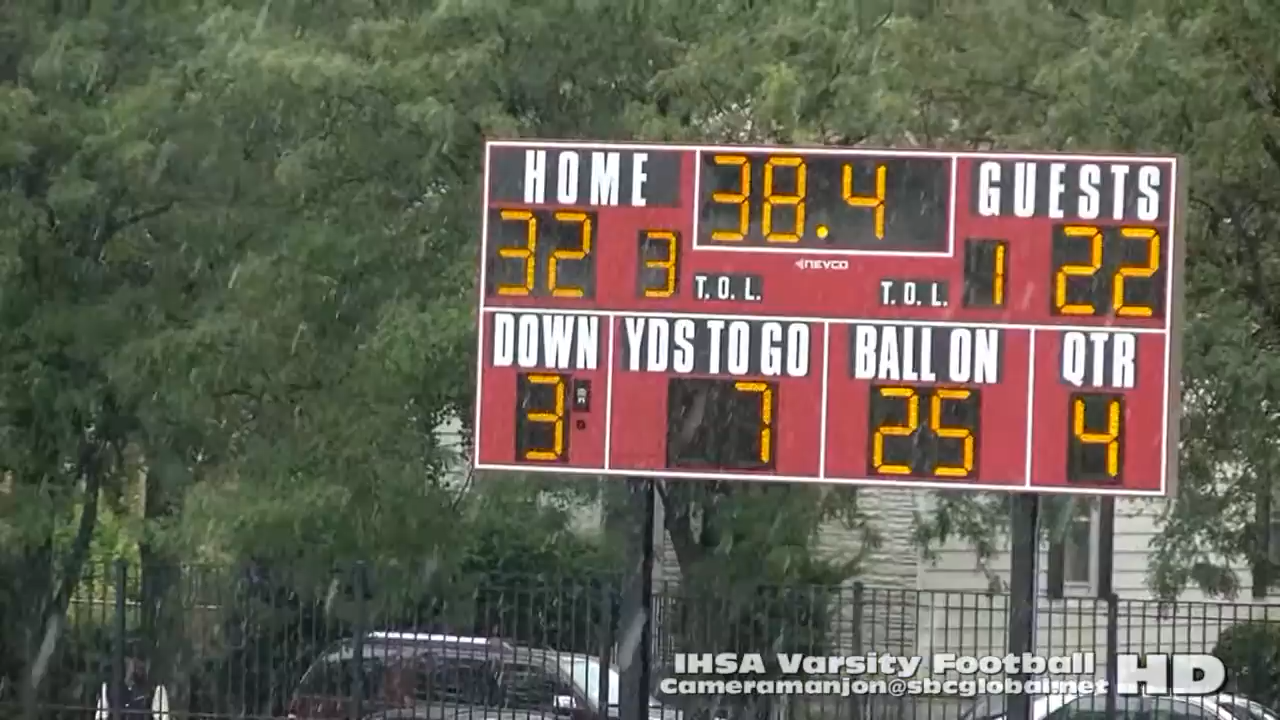 HOME 38.4 GUESTS
32 3 T.O.L. NEVCO T.O.L. 1 22
DOWN YDS TO GO BALL ON QTR
3 7 25 4
IHSA Varsity Football HD
Cameramanjon@sbcglobal.net